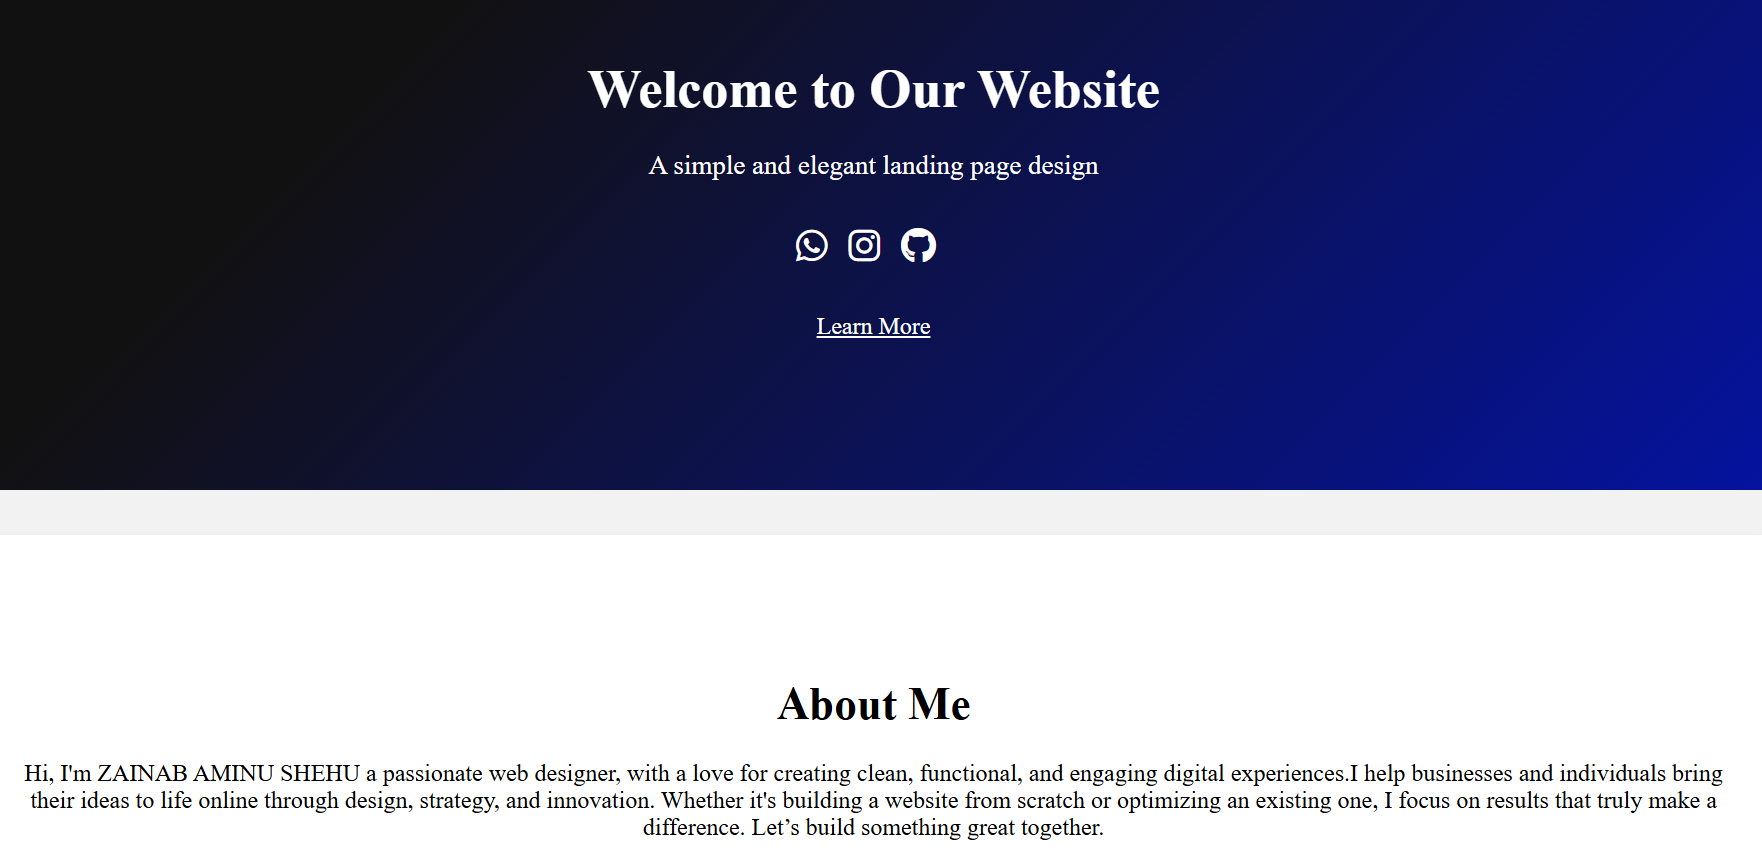 Welcome to Our Website
A simple and elegant landing page design
Learn More
About Me
Hi, I'm ZAINAB AMINU SHEHU a passionate web designer, with a love for creating clean, functional, and engaging digital experiences.I help businesses and individuals bring
their ideas to life online through design, strategy, and innovation. Whether it's building a website from scratch or optimizing an existing one, I focus on results that truly make a
difference. Let’s build something great together.